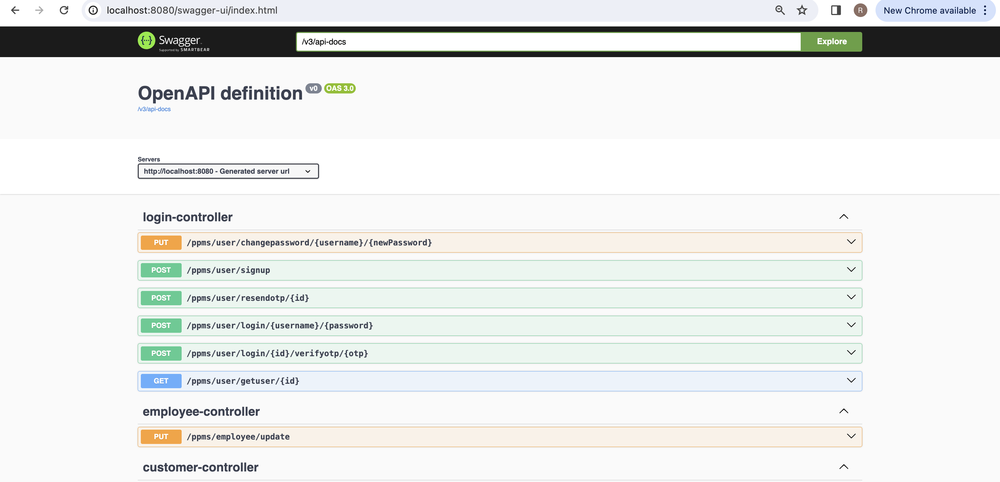 localhost:8080/swagger-ui/index.html
R
New Chrome available
{···} Swagger
Supported by SMARTBEAR
/v3/api-docs
Explore
OpenAPI definition v0 OAS 3.0
/v3/api-docs
Servers
http://localhost:8080 - Generated server url
login-controller
PUT /ppms/user/changepassword/{username}/{newPassword}
POST /ppms/user/signup
POST /ppms/user/resendotp/{id}
POST /ppms/user/login/{username}/{password}
POST /ppms/user/login/{id}/verifyotp/{otp}
GET /ppms/user/getuser/{id}
employee-controller
PUT /ppms/employee/update
customer-controller